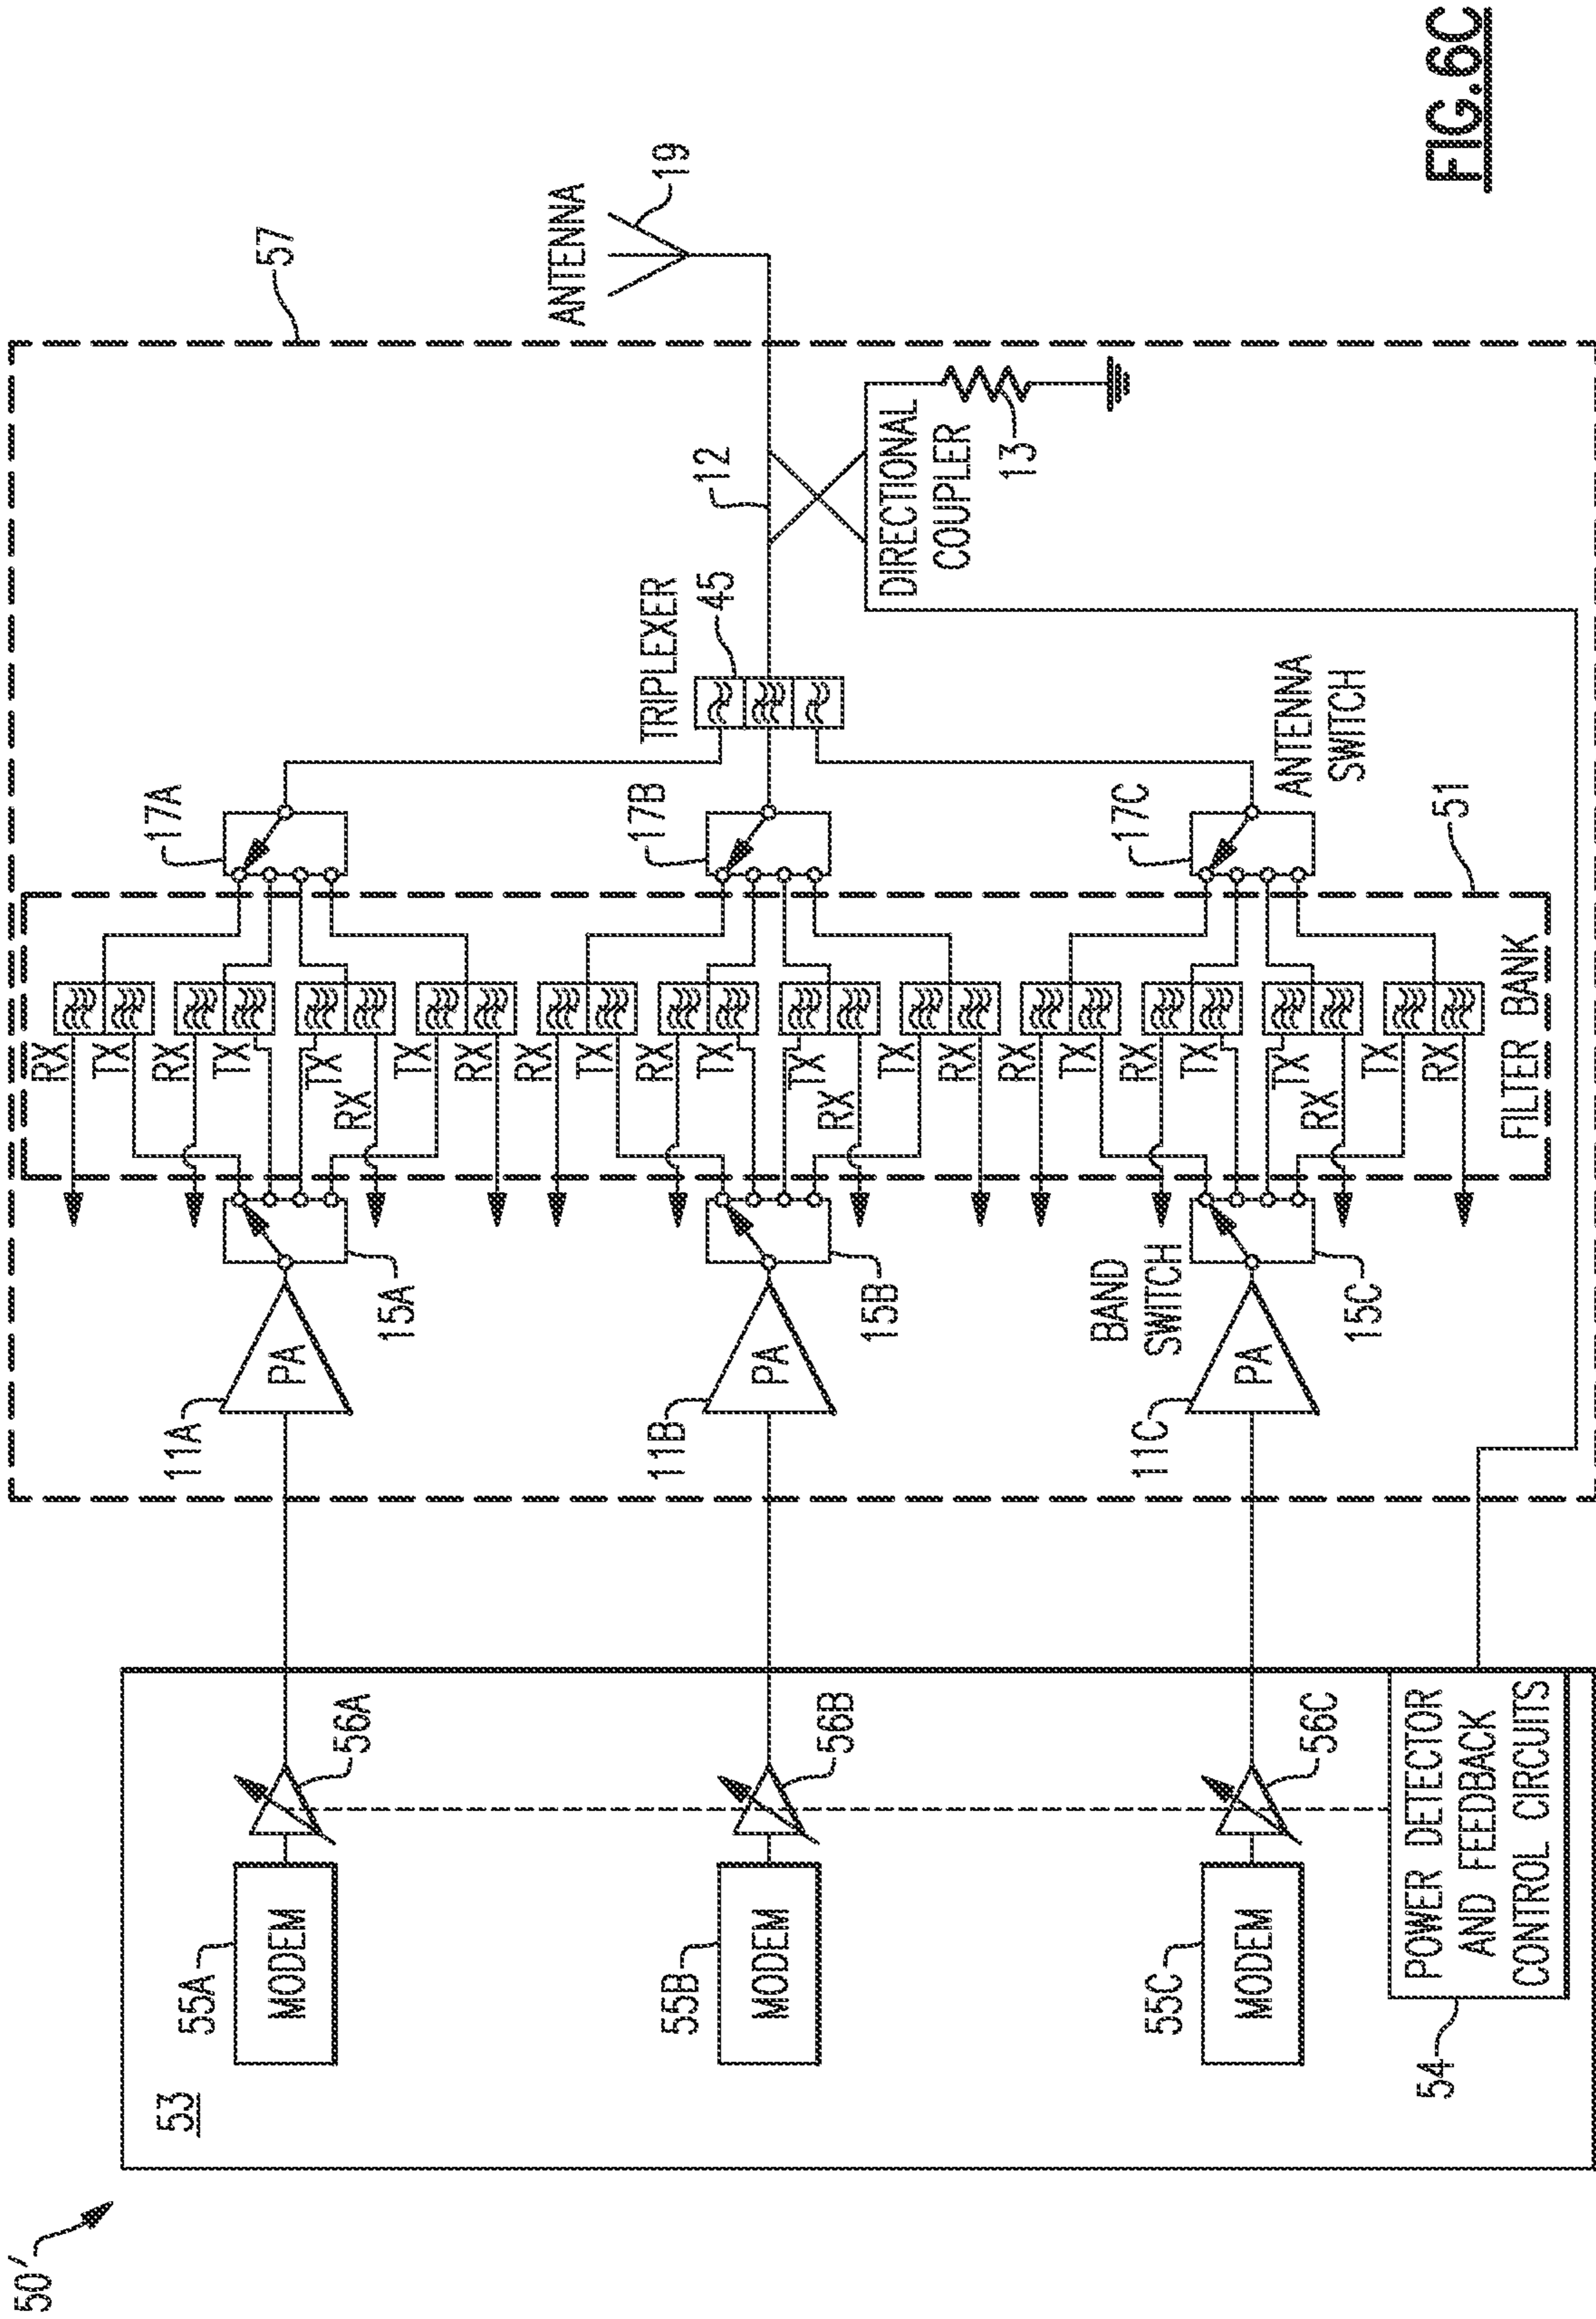 50′
53
55A
MODEM
56A
55B
MODEM
56B
55C
MODEM
56C
POWER DETECTOR
AND FEEDBACK
CONTROL CIRCUITS
54
11A
PA
15A
11B
PA
15B
11C
PA
BAND
SWITCH
15C
RX
TX
RX
TX
TX
RX
TX
RX
RX
TX
RX
TX
TX
RX
TX
RX
RX
TX
RX
TX
TX
RX
TX
RX
FILTER BANK
51
17A
17B
17C
ANTENNA
SWITCH
TRIPLEXER
45
12
DIRECTIONAL
COUPLER
13
57
ANTENNA
19
FIG.6C